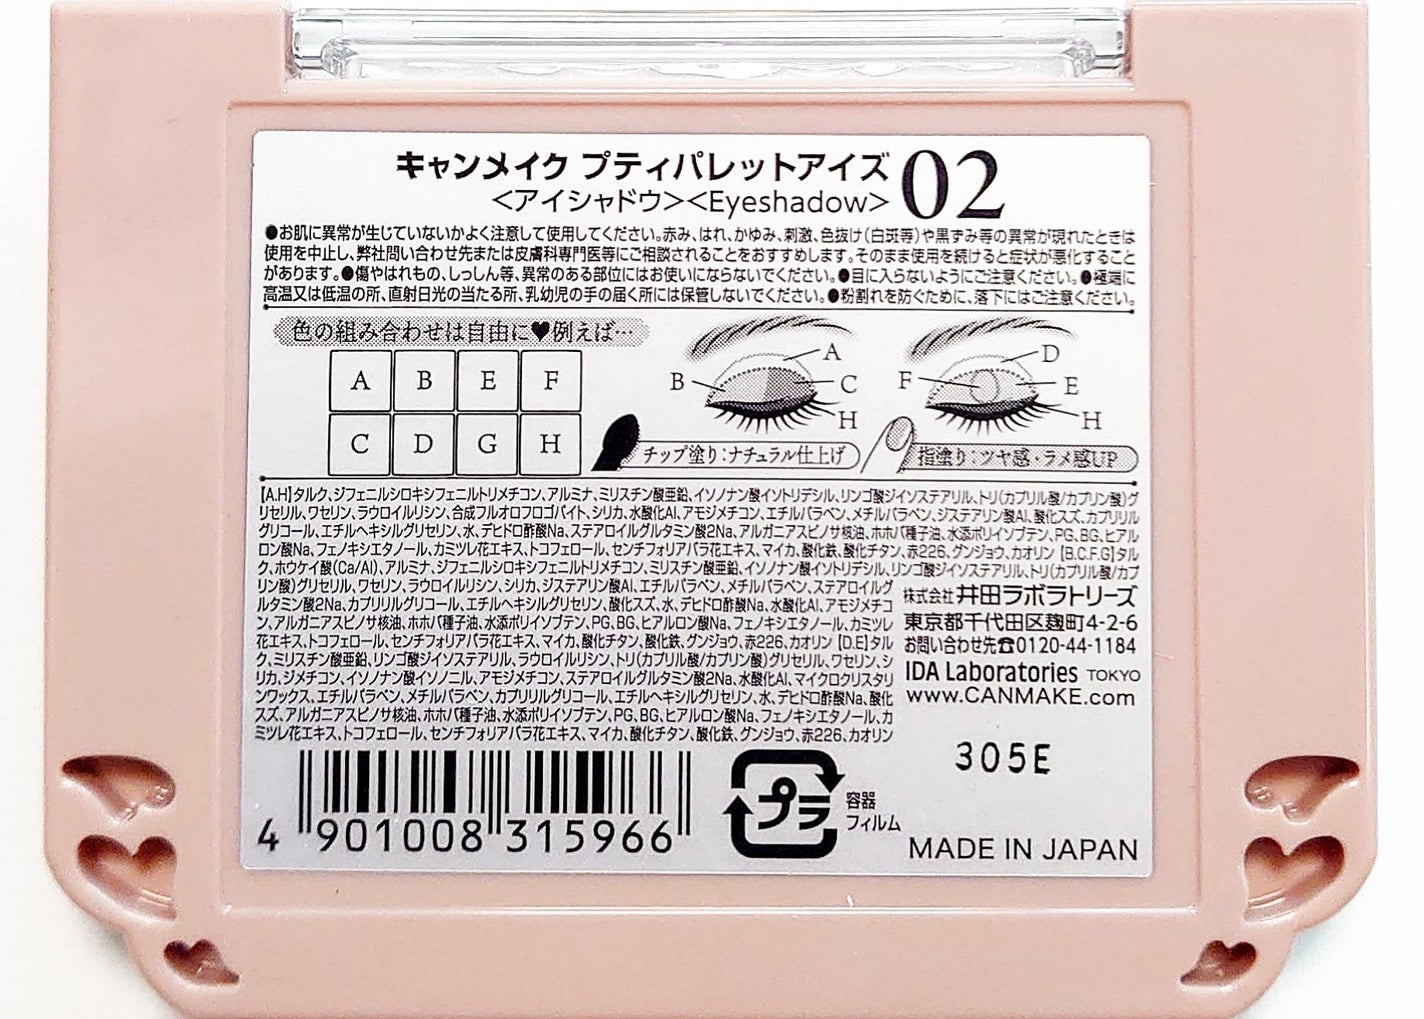 キャンメイク プティパレットアイズ 02
<アイシャドウ><Eyeshadow>
●お肌に異常が生じていないかよく注意して使用してください。赤み、はれ、かゆみ、刺激、色抜け(白斑等)や黒ずみ等の異常が現れたときは
使用を中止し、弊社問い合わせ先または皮膚科専門医等にご相談されることをおすすめします。そのまま使用を続けると症状が悪化すること
があります。●傷やはれもの、しっしん等、異常のある部位にはお使いにならないでください。●目に入らないようにご注意ください。●極端に
高温又は低温の所、直射日光の当たる所、乳幼児の手の届く所には保管しないでください。●粉割れを防ぐために、落下にはご注意ください。
色の組み合わせは自由に♥例えば…
A B E F
C D G H
A
B
C
H
チップ塗り:ナチュラル仕上げ
D
F
E
H
指塗り:ツヤ感・ラメ感UP
【A.H】タルク、ジフェニルシロキシフェニルトリメチコン、アルミナ、ミリスチン酸亜鉛、イソノナン酸イソトリデシル、リンゴ酸ジイソステアリル、トリ(カプリル酸/カプリン酸)グ
リセリル、ワセリン、ラウロイルリシン、合成フルオロフロゴパイト、シリカ、水酸化Al、アモジメチコン、エチルパラベン、メチルパラベン、ジステアリン酸Al、酸化スズ、カプリリル
グリコール、エチルヘキシルグリセリン、水、デヒドロ酢酸Na、ステアロイルグルタミン酸2Na、アルガニアスピノサ核油、ホホバ種子油、水添ポリイソブテン、PG、BG、ヒアル
ロン酸Na、フェノキシエタノール、カミツレ花エキス、トコフェロール、センチフォリアバラ花エキス、マイカ、酸化鉄、酸化チタン、赤226、グンジョウ、カオリン 【B.C.F.G】タル
ク、ホウケイ酸(Ca/Al)、アルミナ、ジフェニルシロキシフェニルトリメチコン、ミリスチン酸亜鉛、イソノナン酸イソトリデシル、リンゴ酸ジイソステアリル、トリ(カプリル酸/カプ
リン酸)グリセリル、ワセリン、ラウロイルリシン、シリカ、ジステアリン酸Al、エチルパラベン、メチルパラベン、ステアロイルグ
ルタミン酸2Na、カプリリルグリコール、エチルヘキシルグリセリン、酸化スズ、水、デヒドロ酢酸Na、水酸化Al、アモジメチコ
ン、アルガニアスピノサ核油、ホホバ種子油、水添ポリイソブテン、PG、BG、ヒアルロン酸Na、フェノキシエタノール、カミツレ
花エキス、トコフェロール、センチフォリアバラ花エキス、マイカ、酸化チタン、酸化鉄、グンジョウ、赤226、カオリン 【D.E】タル
ク、ミリスチン酸亜鉛、リンゴ酸ジイソステアリル、ラウロイルリシン、トリ(カプリル酸/カプリン酸)グリセリル、ワセリン、シ
リカ、ジメチコン、イソノナン酸イソノニル、アモジメチコン、ステアロイルグルタミン酸2Na、水酸化Al、マイクロクリスタリ
ンワックス、エチルパラベン、メチルパラベン、カプリリルグリコール、エチルヘキシルグリセリン、水、デヒドロ酢酸Na、酸化
スズ、アルガニアスピノサ核油、ホホバ種子油、水添ポリイソブテン、PG、BG、ヒアルロン酸Na、フェノキシエタノール、カ
ミツレ花エキス、トコフェロール、センチフォリアバラ花エキス、マイカ、酸化チタン、酸化鉄、グンジョウ、赤226、カオリン
株式会社井田ラボラトリーズ
東京都千代田区麹町4-2-6
お問い合わせ先☎0120-44-1184
IDA Laboratories TOKYO
www.CANMAKE.com
305E
4 901008 315966
プラ
容器
フィルム
MADE IN JAPAN